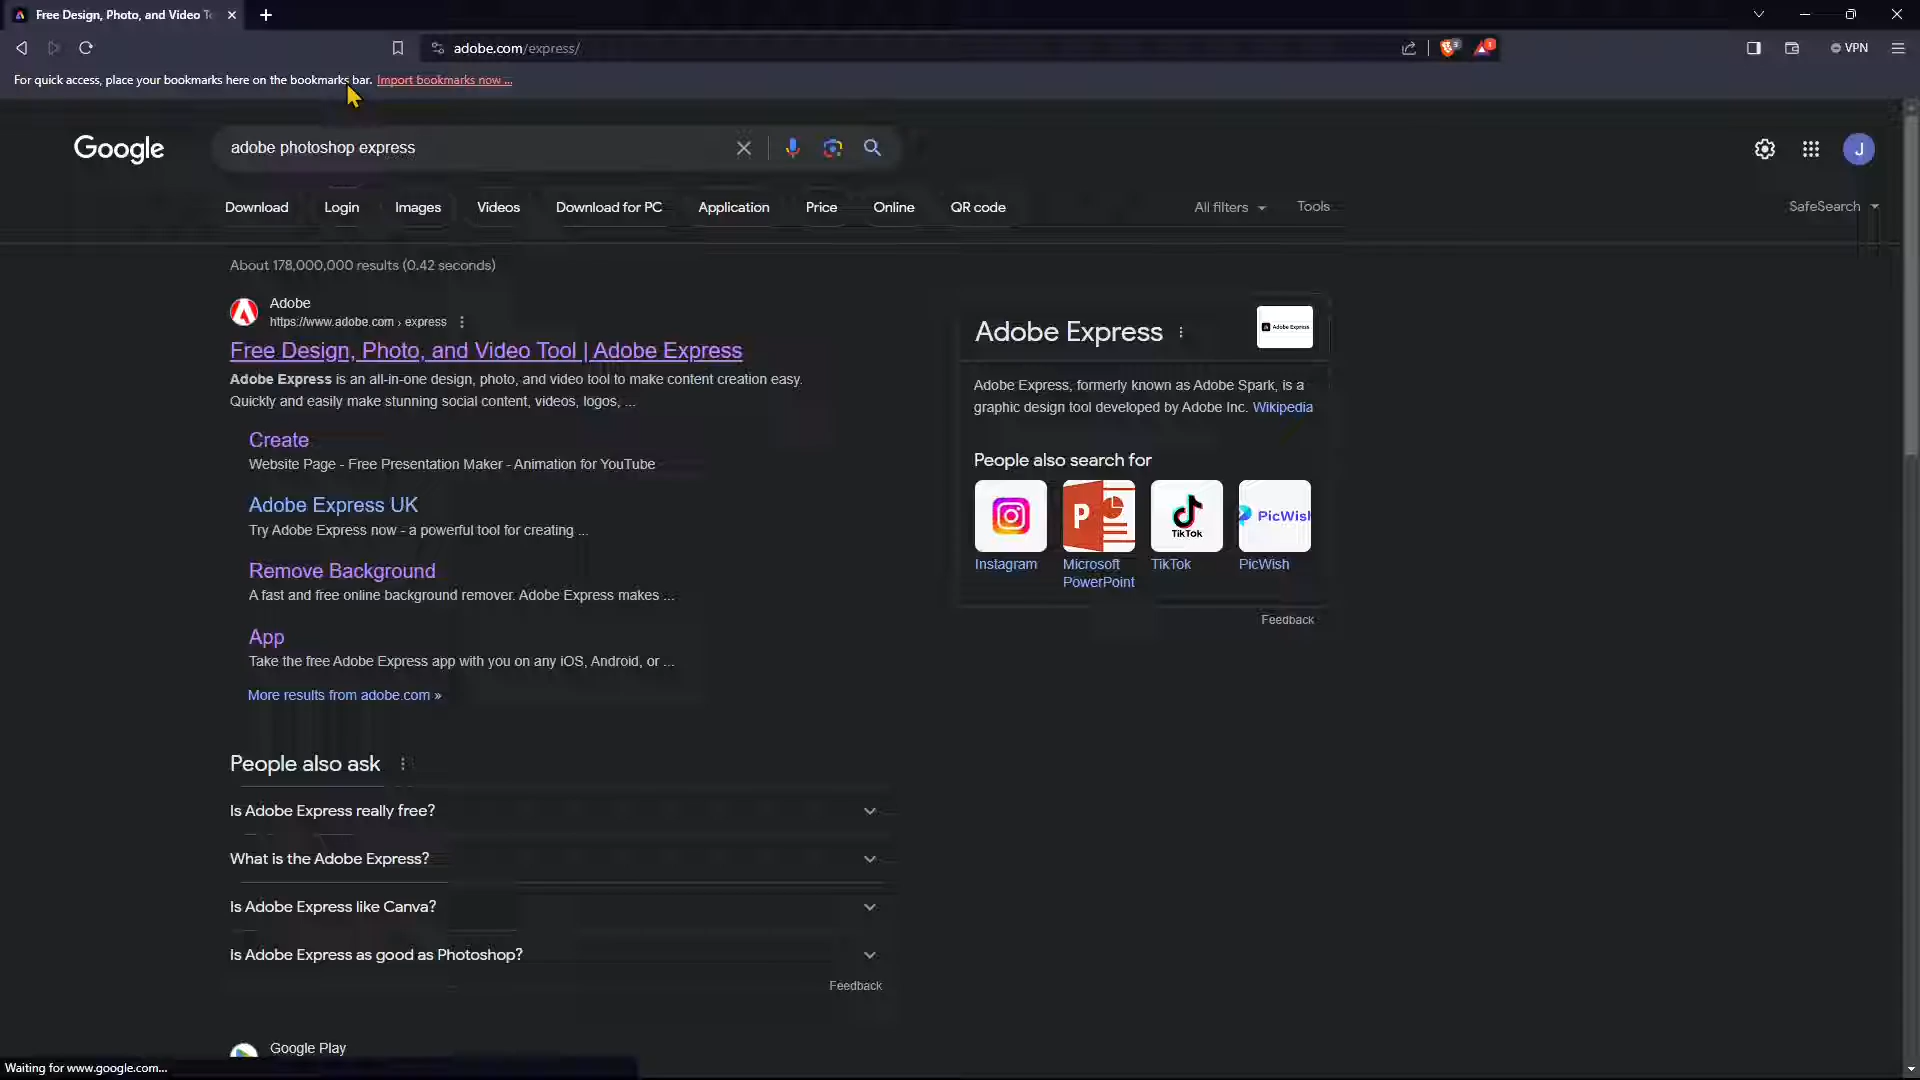 Free Design, Photo, and Video T
adobe.com/express/
VPN
For quick access, place your bookmarks here on the bookmarks bar. Import bookmarks now ...
Google
adobe photoshop express
J
Download Login Images Videos Download for PC Application Price Online QR code All filters Tools SafeSearch
About 178,000,000 results (0.42 seconds)
Adobe
https://www.adobe.com › express
Free Design, Photo, and Video Tool | Adobe Express
Adobe Express is an all-in-one design, photo, and video tool to make content creation easy.
Quickly and easily make stunning social content, videos, logos, ...
Create
Website Page - Free Presentation Maker - Animation for YouTube
Adobe Express UK
Try Adobe Express now - a powerful tool for creating ...
Remove Background
A fast and free online background remover. Adobe Express makes ...
App
Take the free Adobe Express app with you on any iOS, Android, or ...
More results from adobe.com »
Adobe Express
Adobe Express
Adobe Express, formerly known as Adobe Spark, is a
graphic design tool developed by Adobe Inc. Wikipedia
People also search for
P
TikTok
PicWish
Instagram
Microsoft
PowerPoint
TikTok
PicWish
Feedback
People also ask
Is Adobe Express really free?
What is the Adobe Express?
Is Adobe Express like Canva?
Is Adobe Express as good as Photoshop?
Feedback
Google Play
Waiting for www.google.com...